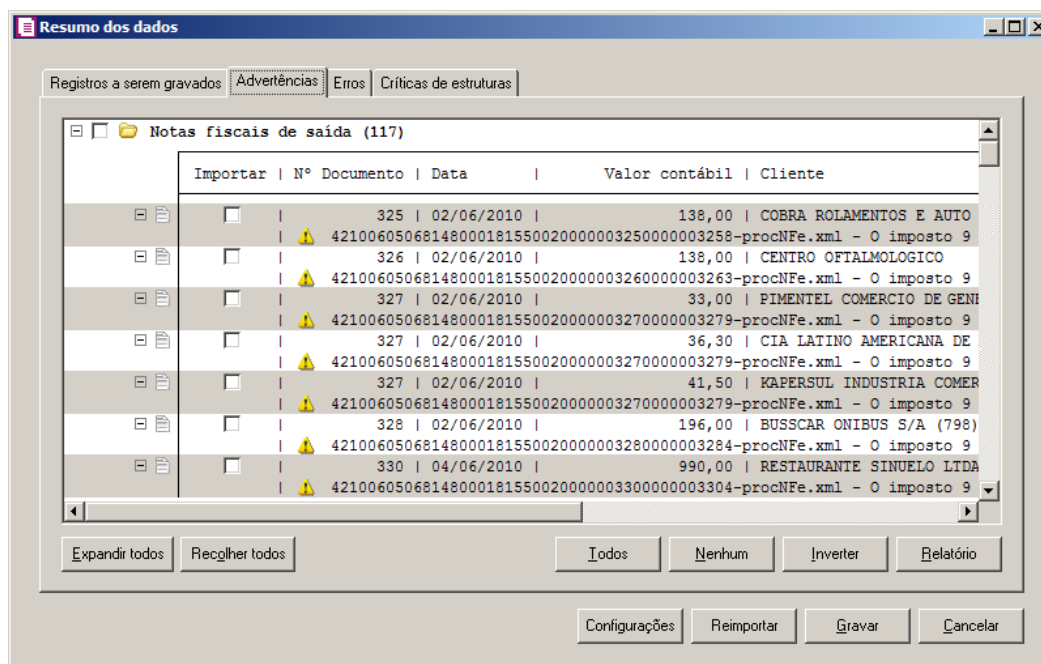 Resumo dos dados
Registros a serem gravados Advertências Erros Críticas de estruturas
Notas fiscais de saída (117)
Importar | Nº Documento | Data | Valor contábil | Cliente
| 325 | 02/06/2010 | 138,00 | COBRA ROLAMENTOS E AUTO
| 42100605068148000181550020000003250000003258-procNFe.xml - O imposto 9
| 326 | 02/06/2010 | 138,00 | CENTRO OFTALMOLOGICO
| 42100605068148000181550020000003260000003263-procNFe.xml - O imposto 9
| 327 | 02/06/2010 | 33,00 | PIMENTEL COMERCIO DE GENE
| 42100605068148000181550020000003270000003279-procNFe.xml - O imposto 9
| 327 | 02/06/2010 | 36,30 | CIA LATINO AMERICANA DE
| 42100605068148000181550020000003270000003279-procNFe.xml - O imposto 9
| 327 | 02/06/2010 | 41,50 | KAPERSUL INDUSTRIA COMER
| 42100605068148000181550020000003270000003279-procNFe.xml - O imposto 9
| 328 | 02/06/2010 | 196,00 | BUSSCAR ONIBUS S/A (798)
| 42100605068148000181550020000003280000003284-procNFe.xml - O imposto 9
| 330 | 04/06/2010 | 990,00 | RESTAURANTE SINUELO LTDA
| 42100605068148000181550020000003300000003304-procNFe.xml - O imposto 9
Expandir todos Recolher todos Todos Nenhum Inverter Relatório
Configurações Reimportar Gravar Cancelar